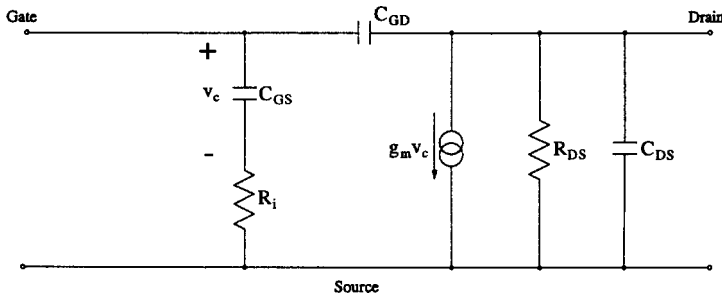 Gate
C_GD
Drain
+
v_c
C_GS
-
R_i
g_m v_c
R_DS
C_DS
Source